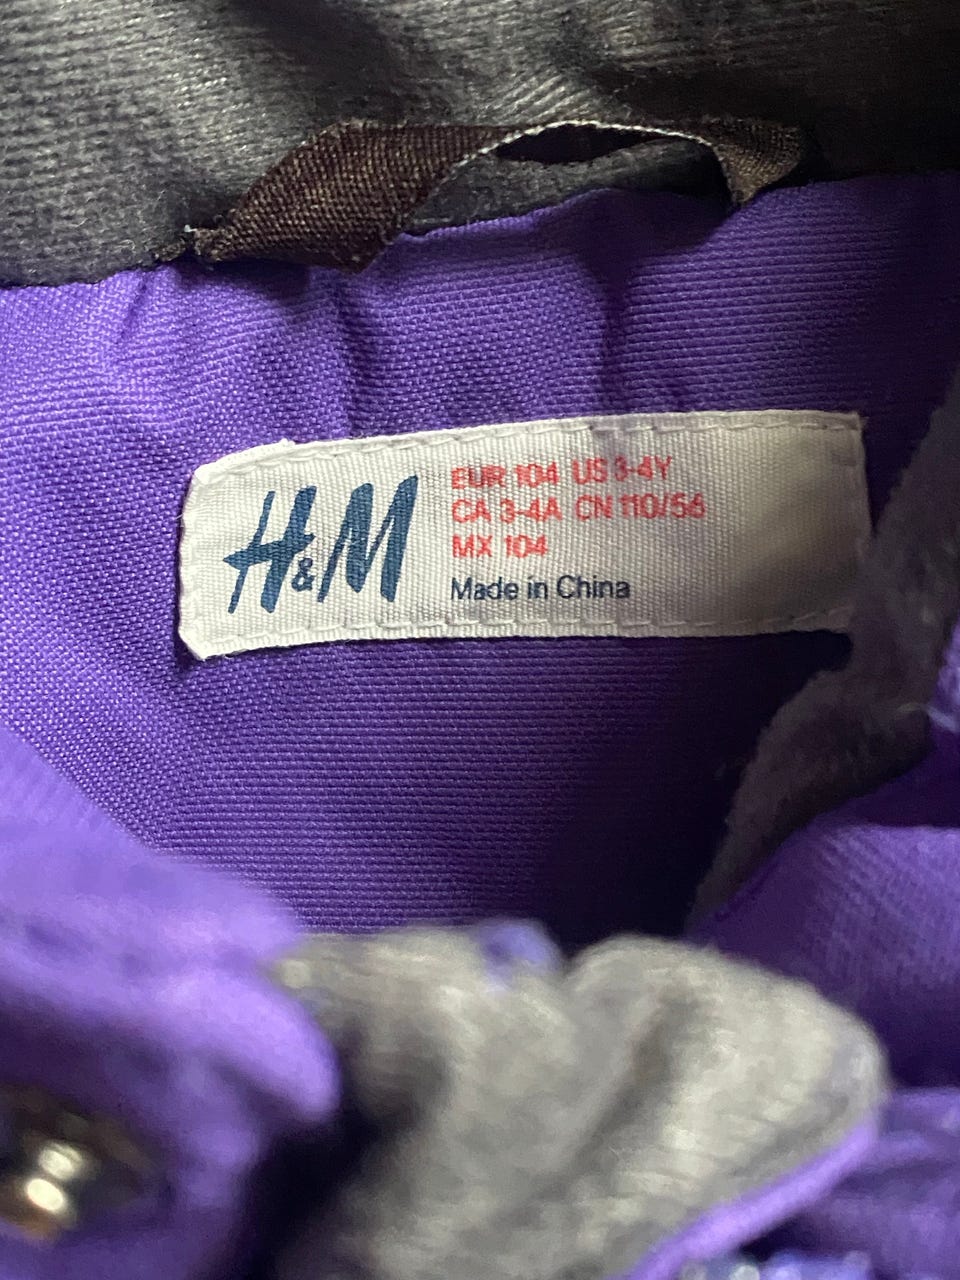 H&M
EUR 104 US 3-4Y
CA 3-4A CN 110/56
MX 104
Made in China